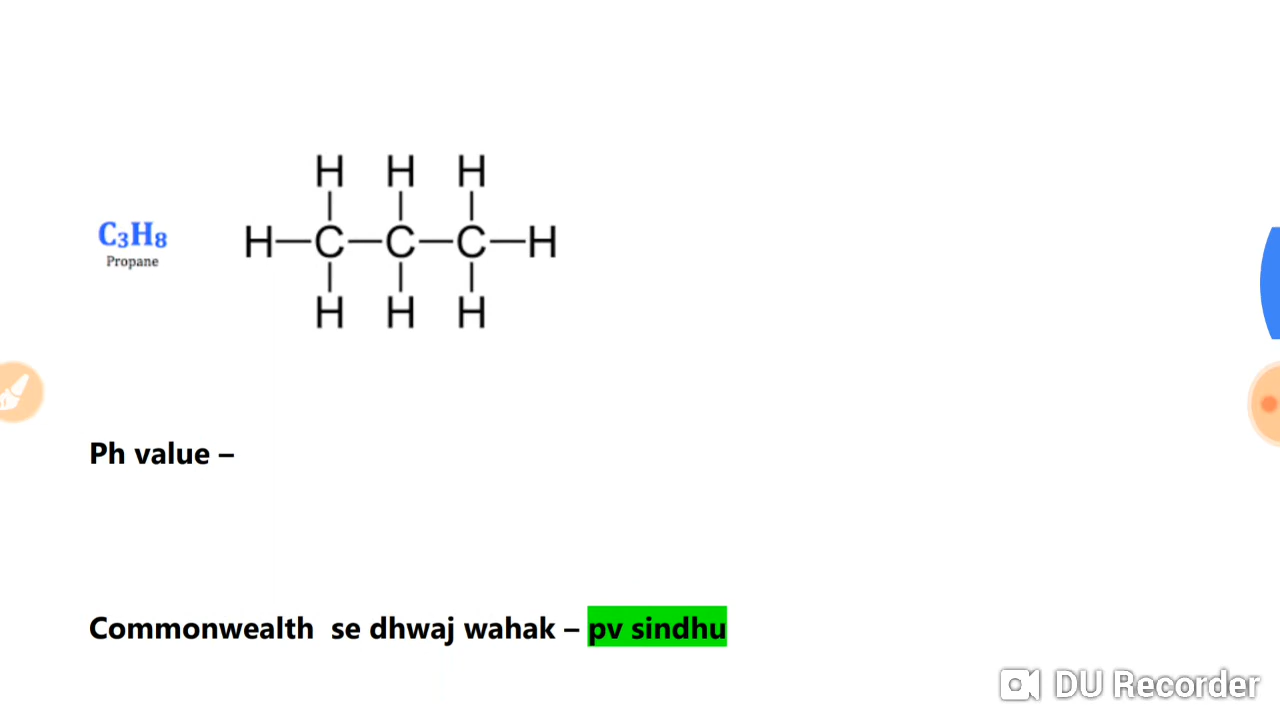 H H H
C₃H₈ H—C—C—C—H
Propane
H H H
Ph value –
Commonwealth se dhwaj wahak – pv sindhu
DU Recorder